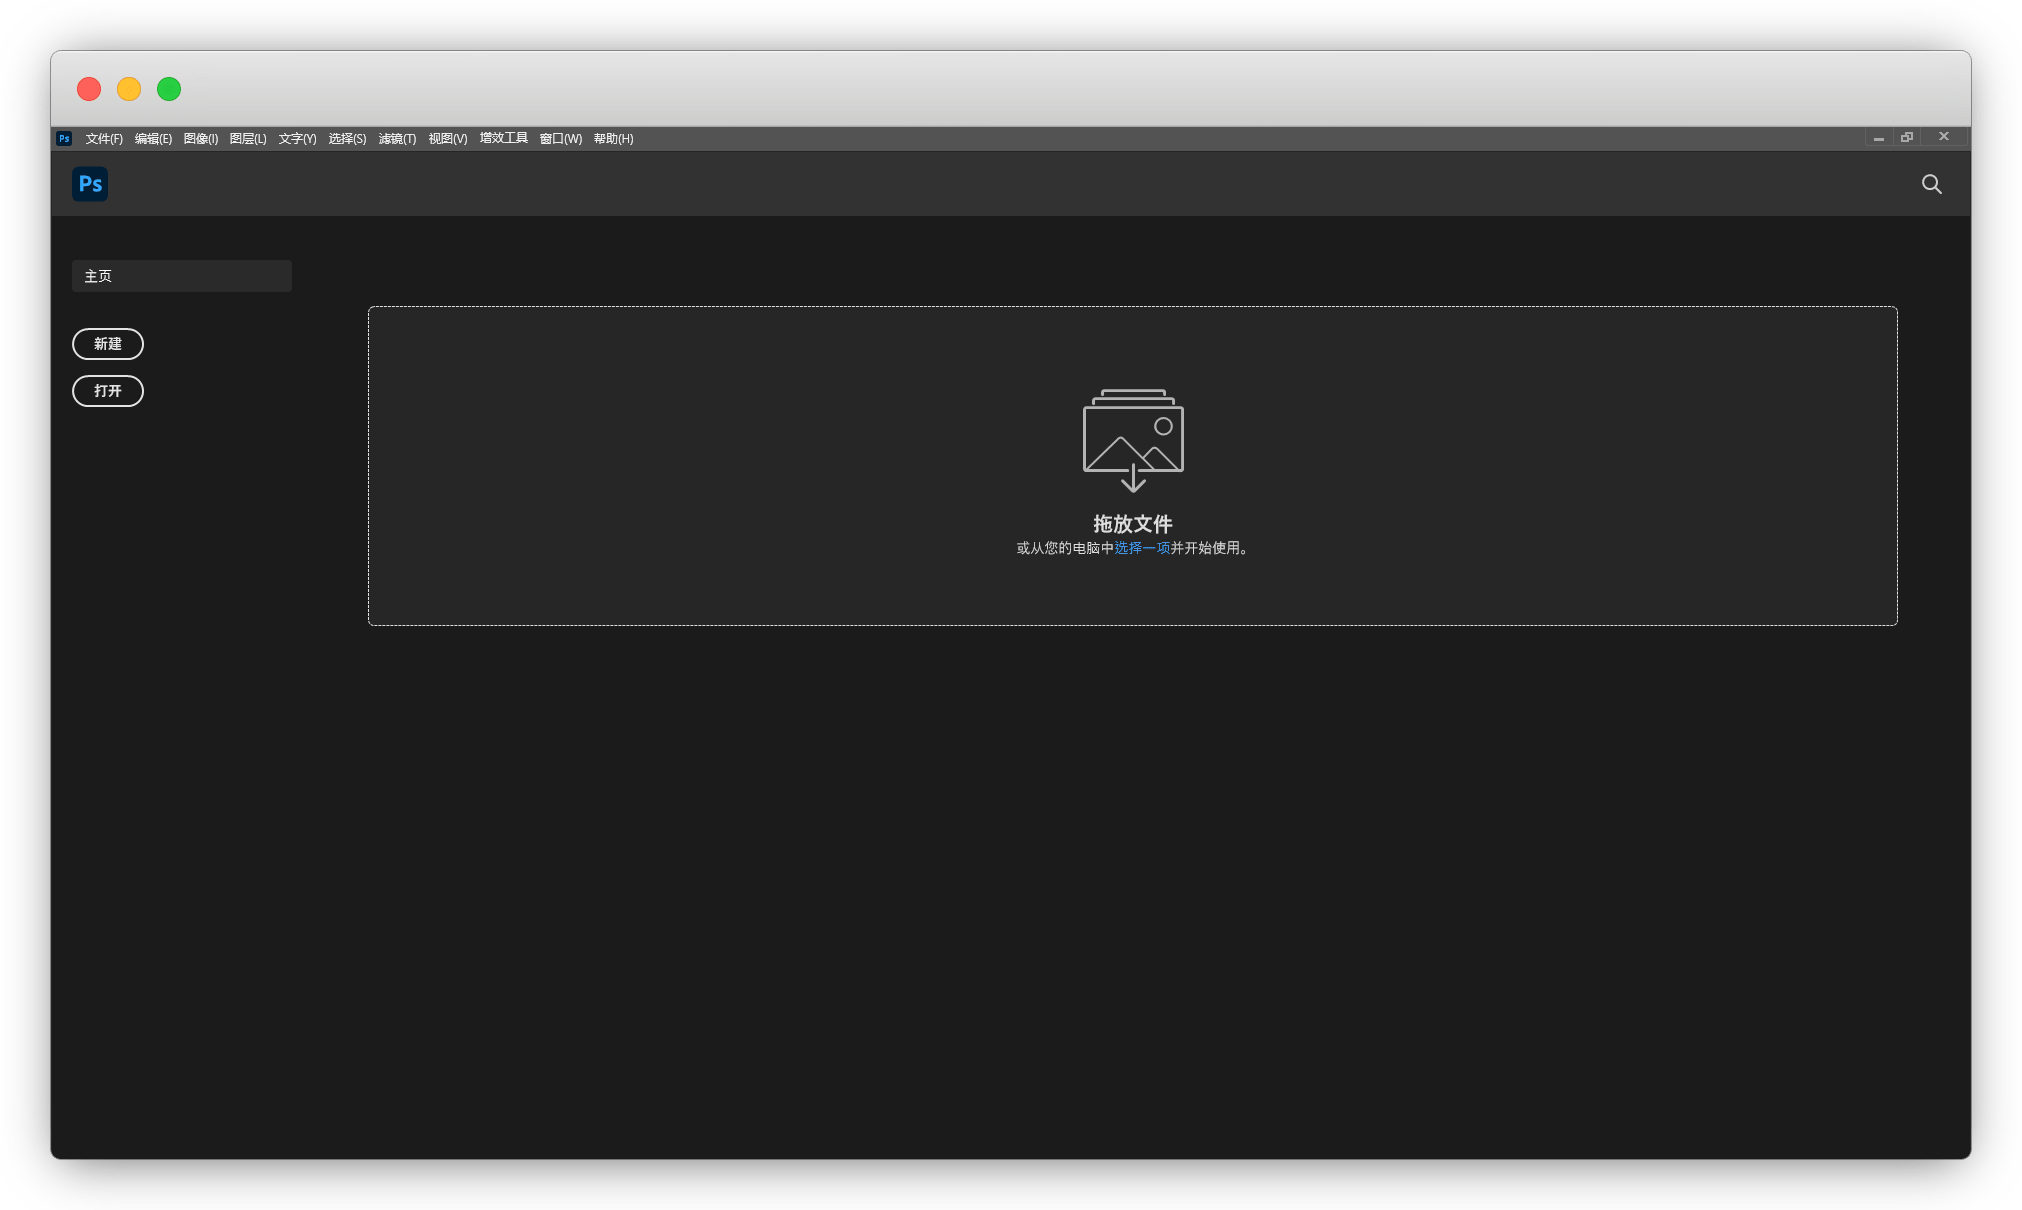 Ps 文件(F) 编辑(E) 图像(I) 图层(L) 文字(Y) 选择(S) 滤镜(T) 视图(V) 增效工具 窗口(W) 帮助(H)
Ps
主页
新建
打开
拖放文件
或从您的电脑中选择一项并开始使用。